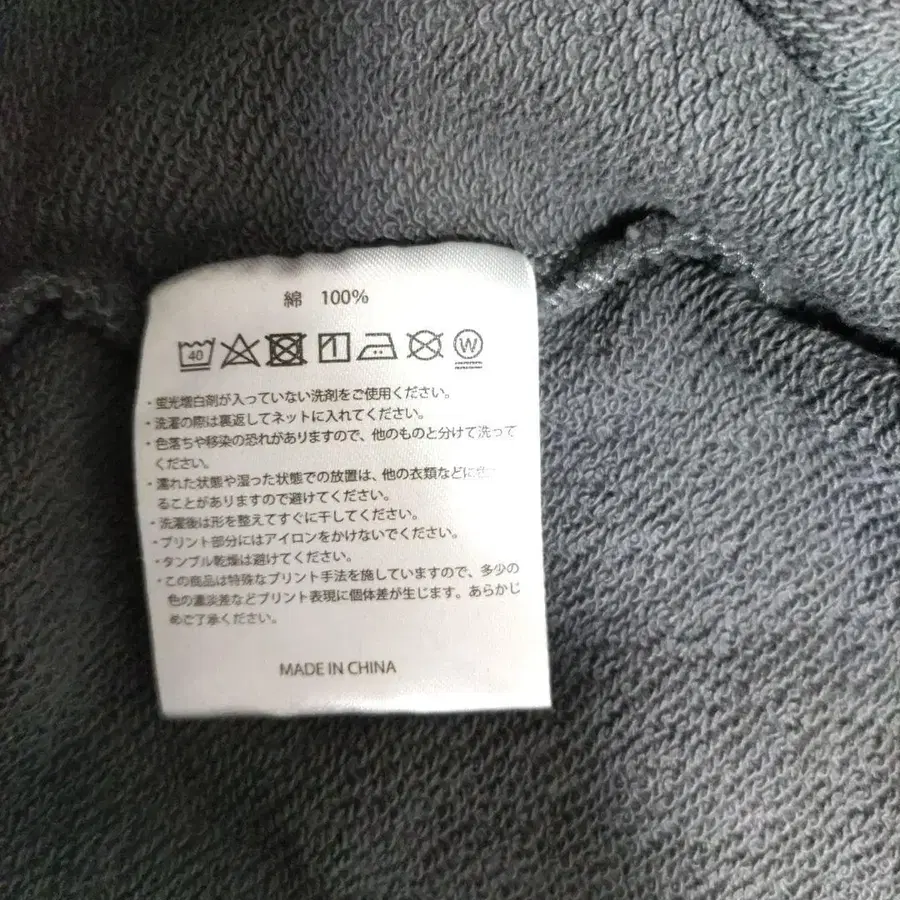 綿 100%
40
W
・蛍光増白剤が入っていない洗剤をご使用ください。
・洗濯の際は裏返してネットに入れてください。
・色落ちや移染の恐れがありますので、他のものと分けて洗って
ください。
・濡れた状態や湿った状態での放置は、他の衣類などに
ることがありますので避けてください。
・洗濯後は形を整えてすぐに干してください。
・プリント部分にはアイロンをかけないでください。
・タンブル乾燥は避けてください。
・この商品は特殊なプリント手法を施していますので、多少の
色の濃淡差などプリント表現に個体差が生じます。あらかじ
めご了承ください。
MADE IN CHINA